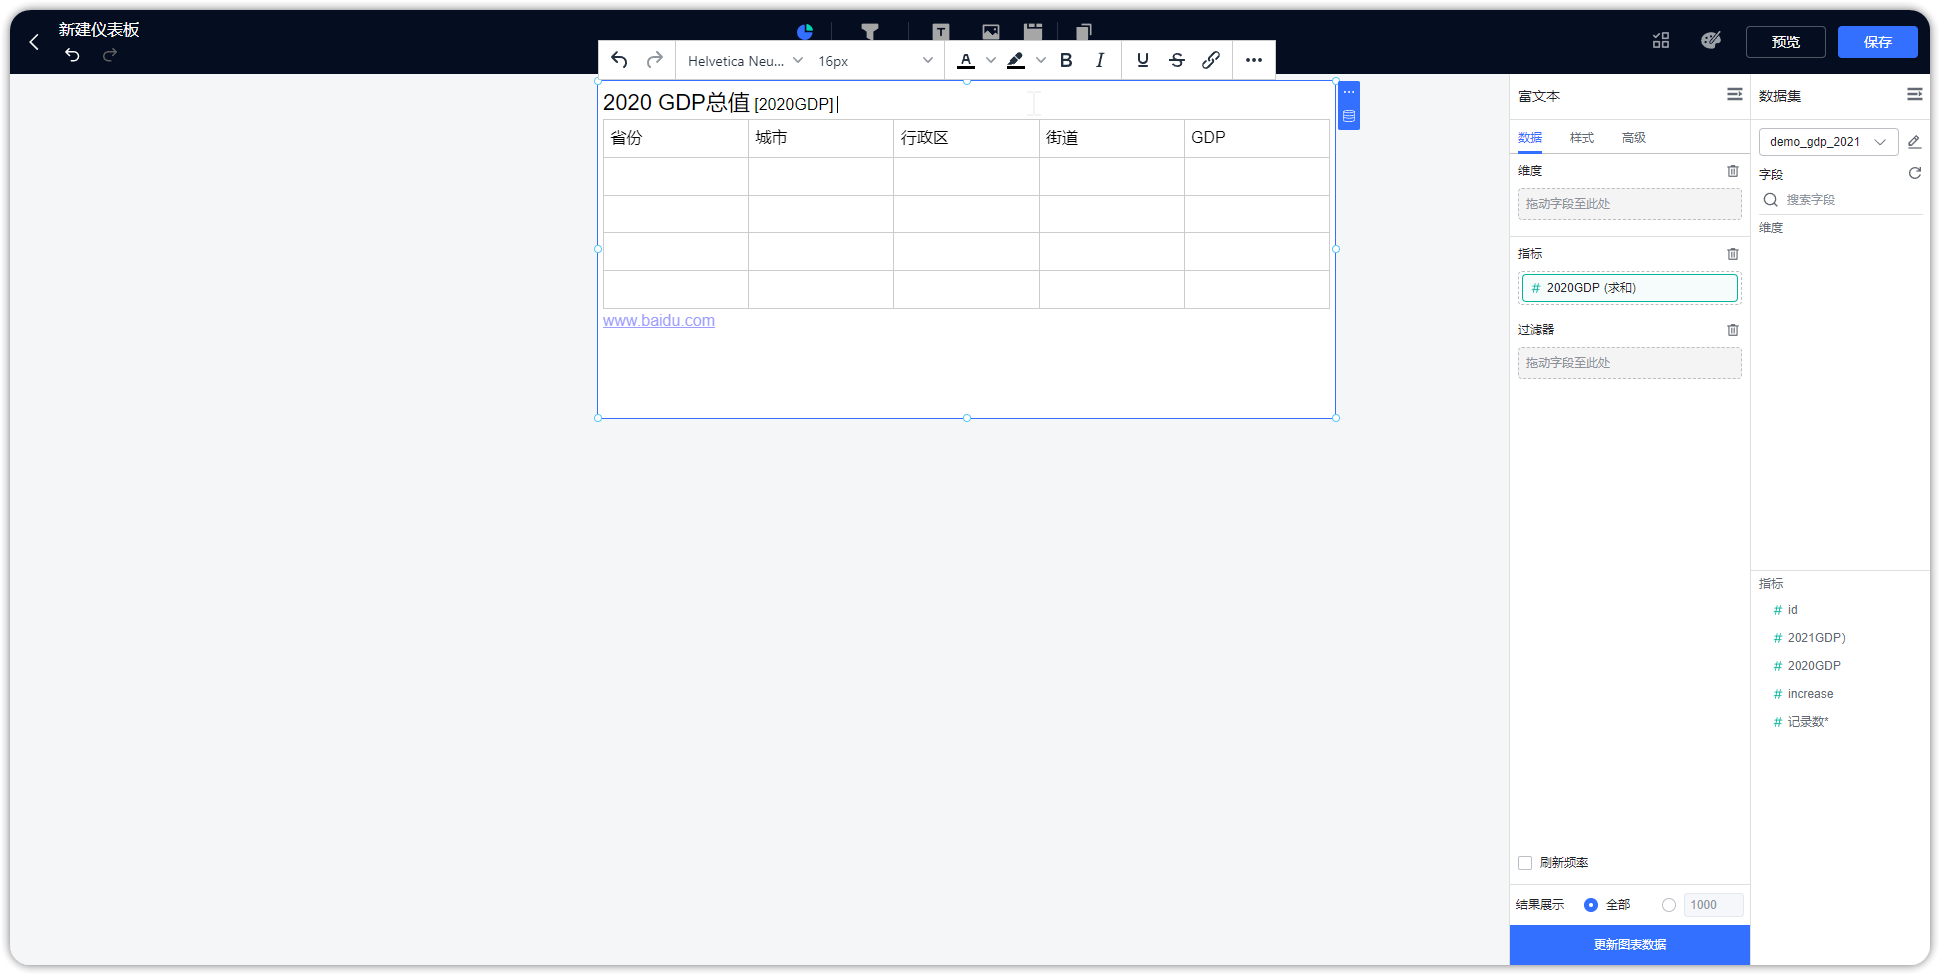 新建仪表板
预览
保存
Helvetica Neu...
16px
A
B
I
U
S
2020 GDP总值 [2020GDP]
省份 城市 行政区 街道 GDP
www.baidu.com
富文本
数据 样式 高级
维度
拖动字段至此处
指标
# 2020GDP (求和)
过滤器
拖动字段至此处
刷新频率
结果展示 全部 1000
更新图表数据
数据集
demo_gdp_2021
字段
搜索字段
维度
指标
# id
# 2021GDP)
# 2020GDP
# increase
# 记录数*